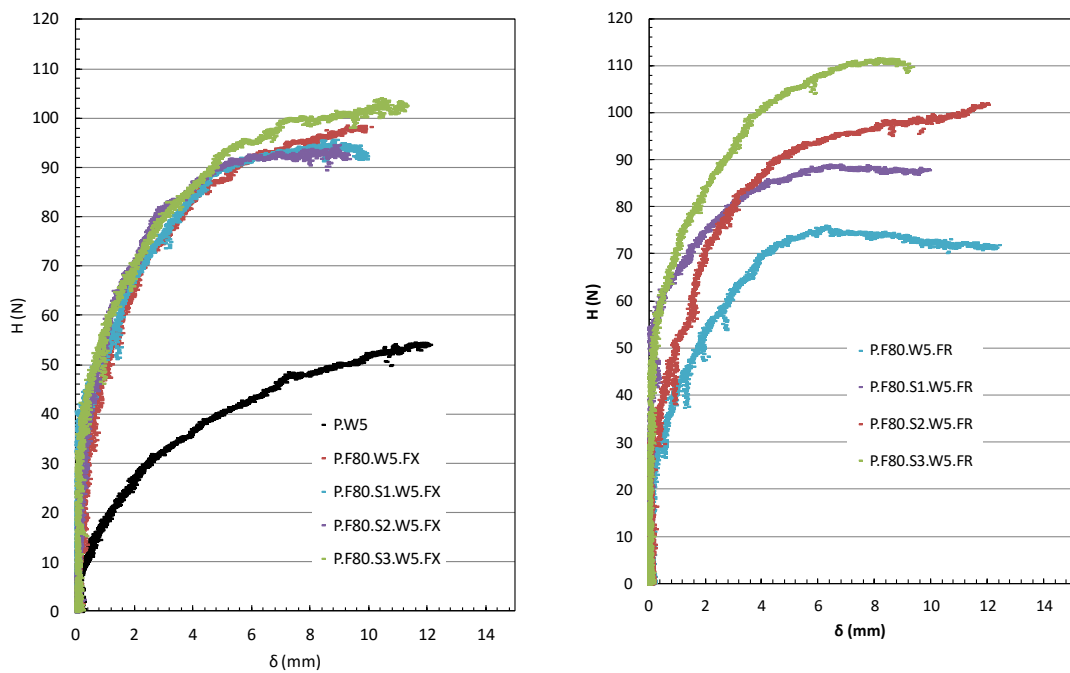 120
110
100
90
80
70
60
50
40
30
20
10
0
H (N)
0 2 4 6 8 10 12 14
δ (mm)
P.W5
P.F80.W5.FX
P.F80.S1.W5.FX
P.F80.S2.W5.FX
P.F80.S3.W5.FX
120
110
100
90
80
70
60
50
40
30
20
10
0
H (N)
0 2 4 6 8 10 12 14
δ (mm)
P.F80.W5.FR
P.F80.S1.W5.FR
P.F80.S2.W5.FR
P.F80.S3.W5.FR